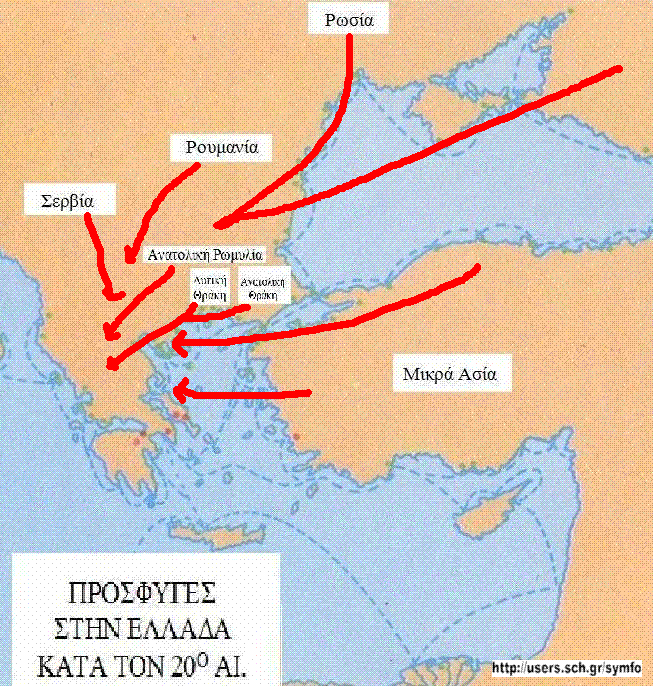 Ρωσία
Ρουμανία
Σερβία
Ανατολική Ρωμυλία
Δυτική
Θράκη
Ανατολική
Θράκη
Μικρά Ασία
ΠΡΟΣΦΥΓΕΣ
ΣΤΗΝ ΕΛΛΑΔΑ
ΚΑΤΑ ΤΟΝ 20Ο ΑΙ.
http://users.sch.gr/symfo